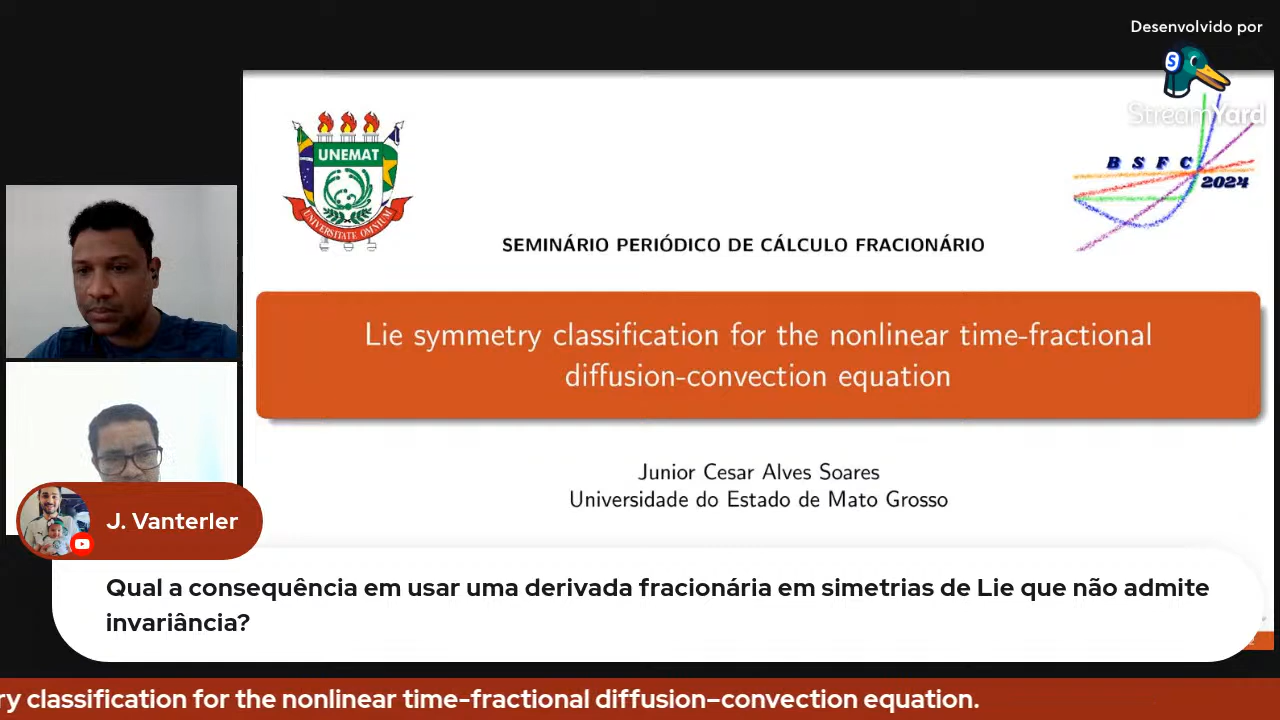 Desenvolvido por
StreamYard
UNEMAT
UNIVERSITATE OMNIUM
B S F C
2024
SEMINÁRIO PERIÓDICO DE CÁLCULO FRACIONÁRIO
Lie symmetry classification for the nonlinear time-fractional
diffusion-convection equation
Junior Cesar Alves Soares
Universidade do Estado de Mato Grosso
J. Vanterler
Qual a consequência em usar uma derivada fracionária em simetrias de Lie que não admite
invariância?
ry classification for the nonlinear time-fractional diffusion–convection equation.